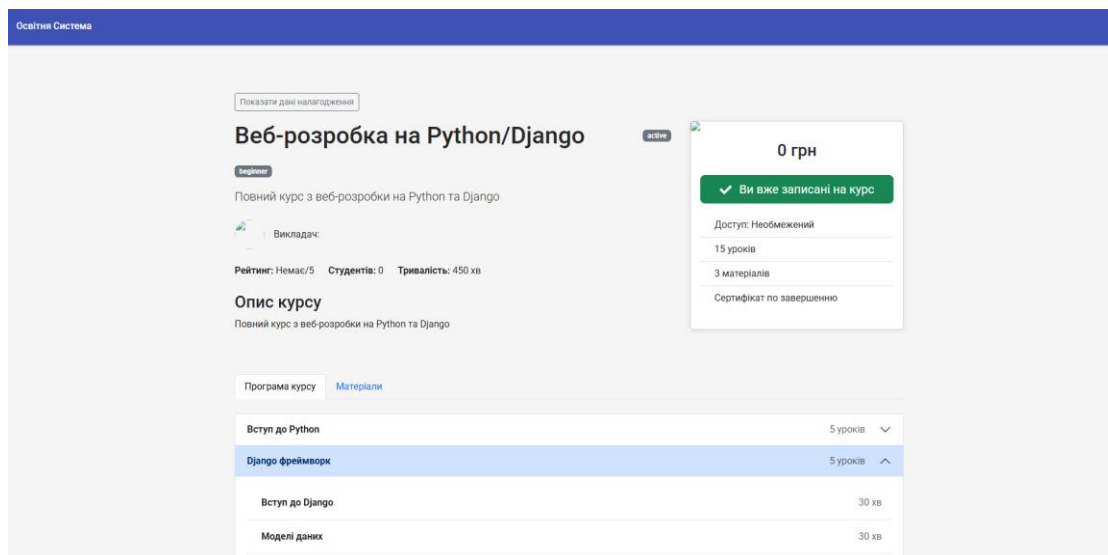 Освітня Система
Показати дані налагодження
Веб-розробка на Python/Django
active
beginner
Повний курс з веб-розробки на Python та Django
Викладач:
Рейтинг: Немає/5 Студентів: 0 Тривалість: 450 хв
Опис курсу
Повний курс з веб-розробки на Python та Django
0 грн
Ви вже записані на курс
Доступ: Необмежений
15 уроків
3 матеріалів
Сертифікат по завершенню
Програма курсу Матеріали
Вступ до Python 5 уроків
Django фреймворк 5 уроків
Вступ до Django 30 хв
Моделі даних 30 хв